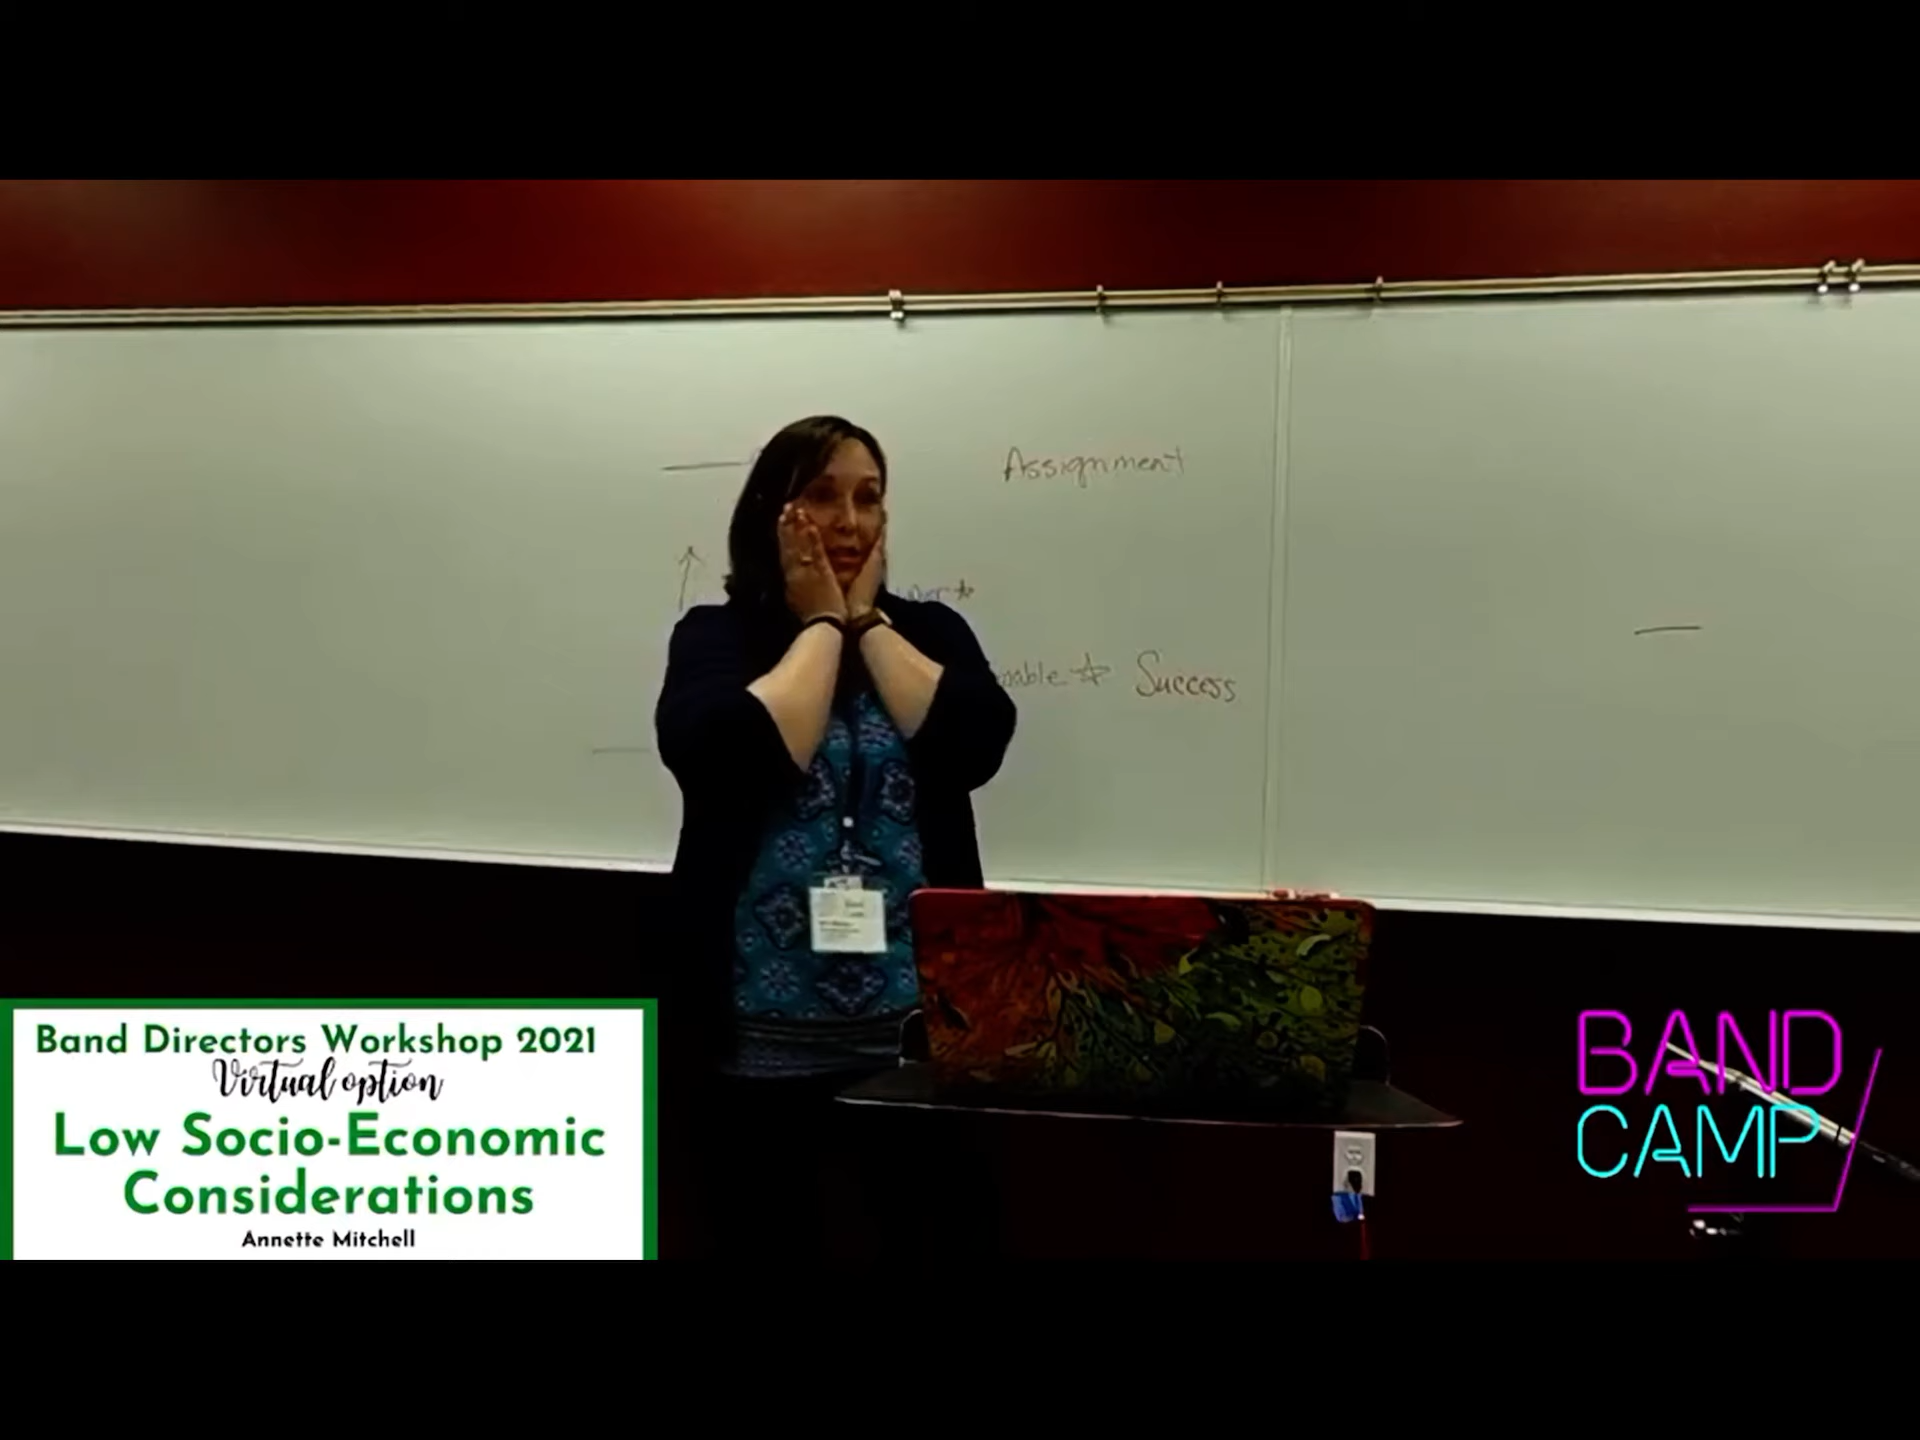 Assignment
Success
Band Directors Workshop 2021
Virtual option
Low Socio-Economic
Considerations
Annette Mitchell
BAND
CAMP